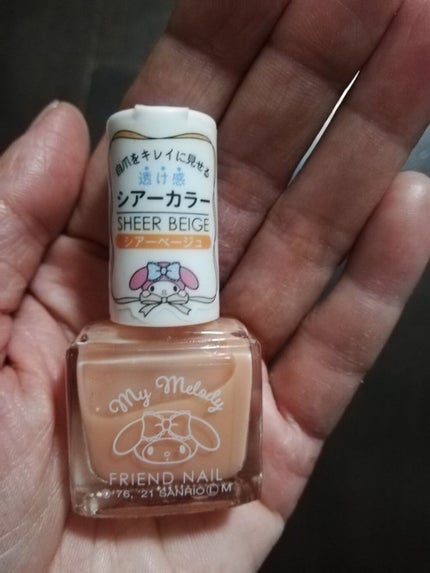 自爪をキレイに見せる
透け感
シアーカラー
SHEER BEIGE
シアーベージュ
My Melody
FRIEND NAIL
'76, '21 SANRIO Ⓛ M